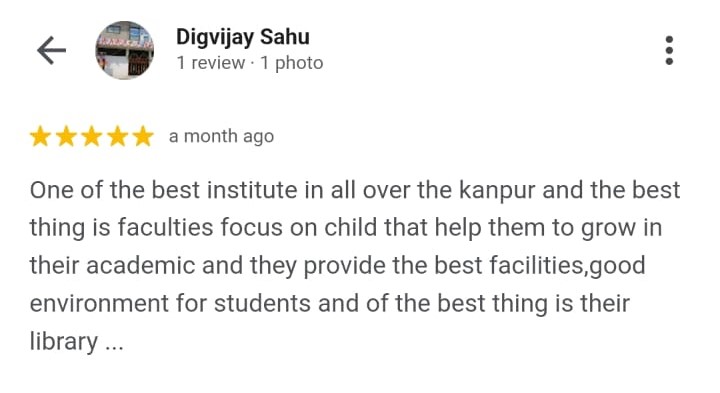 Digvijay Sahu
1 review · 1 photo
a month ago
One of the best institute in all over the kanpur and the best
thing is faculties focus on child that help them to grow in
their academic and they provide the best facilities,good
environment for students and of the best thing is their
library ...